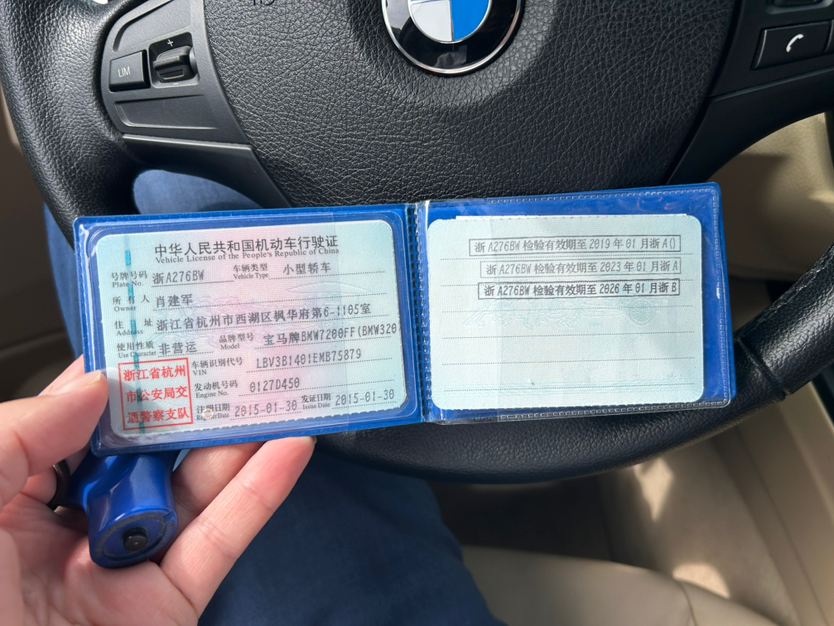 LIM
+
中华人民共和国机动车行驶证
Vehicle License of the People's Republic of China
号牌号码 浙A276BW 车辆类型 小型轿车
Plate No. Vehicle Type
所有人 肖建军
Owner
住址 浙江省杭州市西湖区枫华府第6-1105室
Address
使用性质 非营运 品牌型号 宝马牌BMW7200FF(BMW320
Use Character Model
车辆识别代号 LBV3B1401EMB75879
VIN
发动机号码 0127D450
Engine No.
注册日期 2015-01-30 发证日期 2015-01-30
Register Date Issue Date
浙江省杭州
市公安局交
通警察支队
浙A276BW 检验有效期至2019年01月浙A()
浙A276BW 检验有效期至2023年01月浙A
浙A276BW 检验有效期至2026年01月浙B